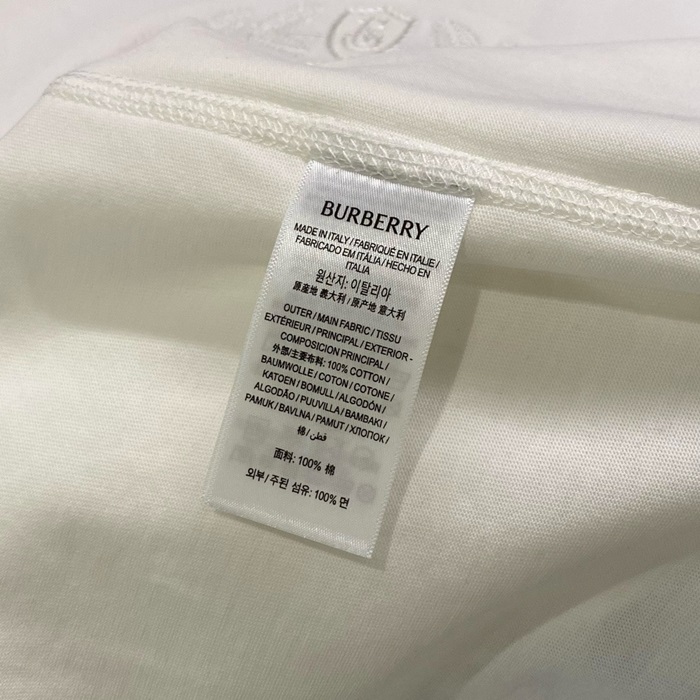 BURBERRY
MADE IN ITALY / FABRIQUÉ EN ITALIE /
FABRICADO EM ITÁLIA / HECHO EN
ITALIA
원산지: 이탈리아
原産地 義大利 / 原产地 意大利
OUTER / MAIN FABRIC / TISSU
EXTÉRIEUR / PRINCIPAL / EXTERIOR -
COMPOSICION PRINCIPAL /
外部/主要布料: 100% COTTON /
BAUMWOLLE / COTON / COTONE /
KATOEN / BOMULL / ALGODÓN /
ALGODÃO / PUUVILLA / BAMBAKI /
PAMUK / BAVLNA / PAMUT / ХЛОПОК /
棉 / قطن
面料: 100% 棉
외부 / 주된 섬유: 100% 면